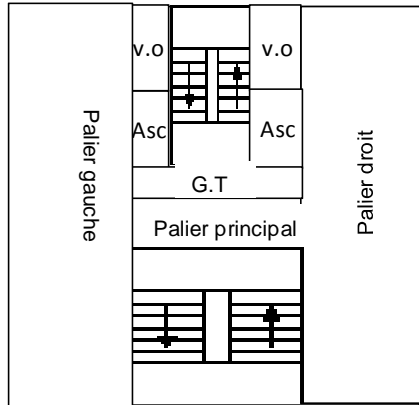 v.o
v.o
Asc
Asc
G.T
Palier principal
Palier gauche
Palier droit